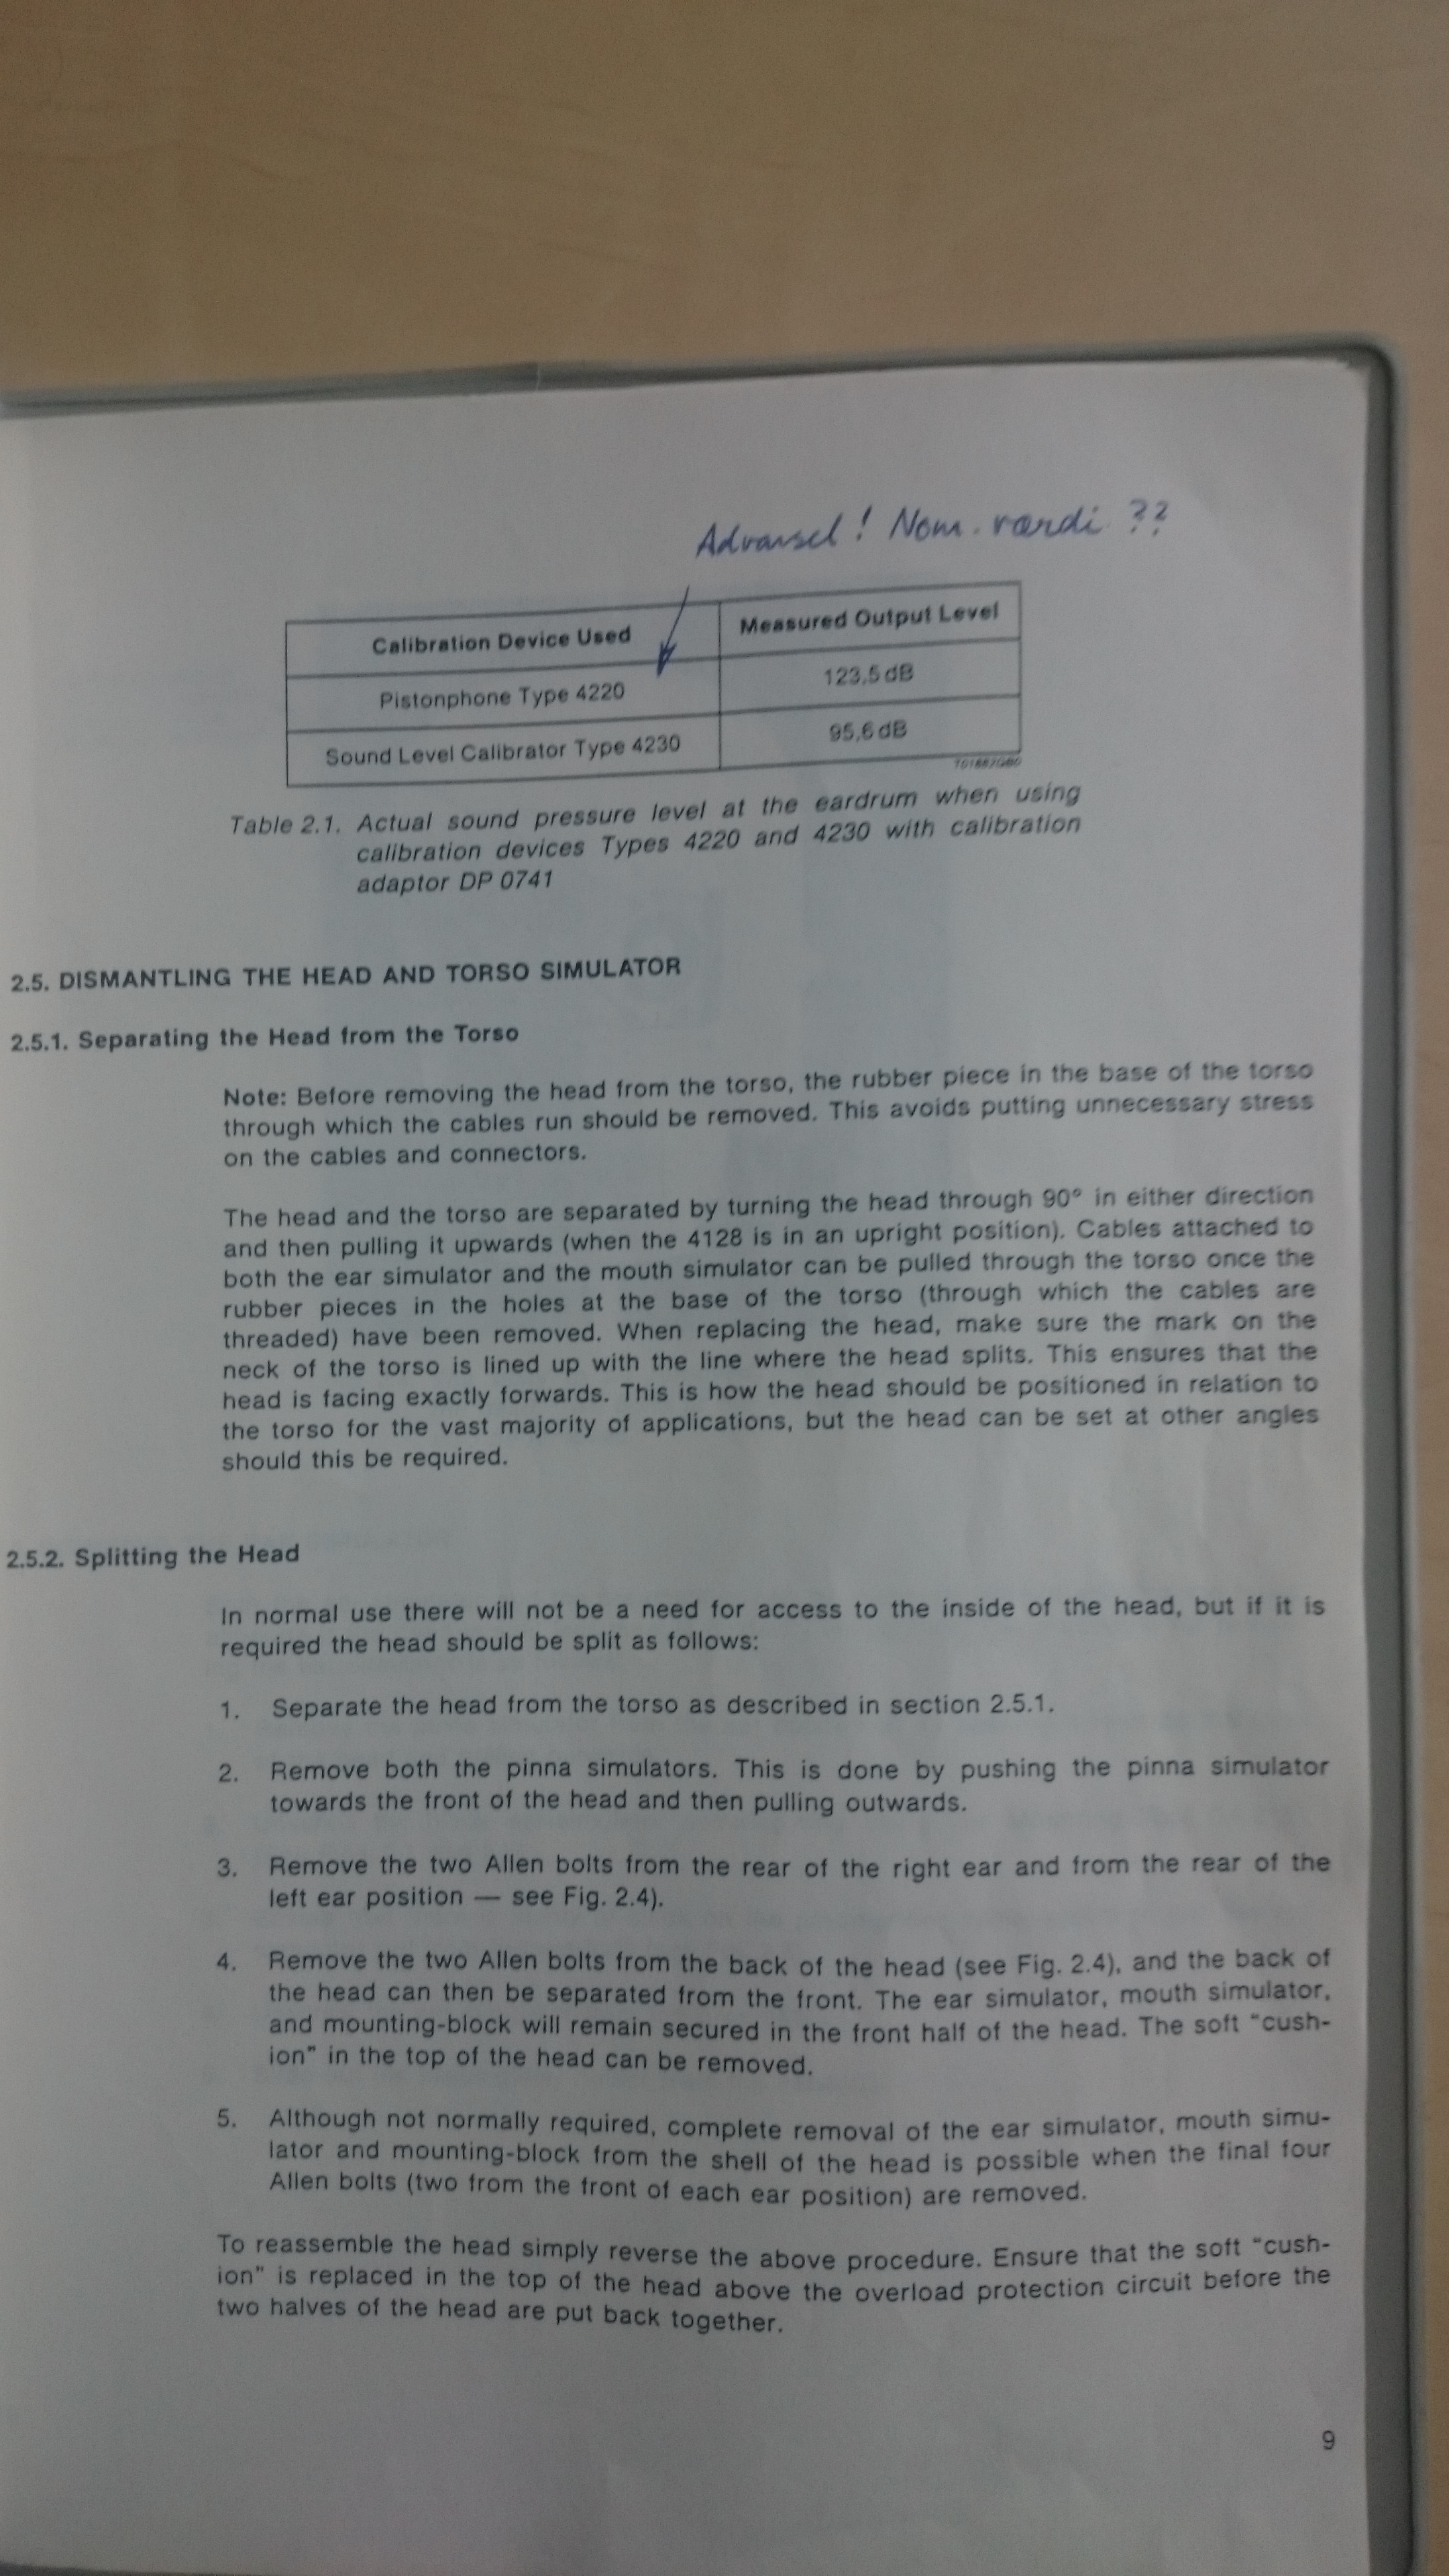 Advarsel! Nom. værdi ??
Calibration Device Used
Measured Output Level
Pistonphone Type 4220
123,5 dB
Sound Level Calibrator Type 4230
95,6 dB
Table 2.1. Actual sound pressure level at the eardrum when using
calibration devices Types 4220 and 4230 with calibration
adaptor DP 0741
2.5. DISMANTLING THE HEAD AND TORSO SIMULATOR
2.5.1. Separating the Head from the Torso
Note: Before removing the head from the torso, the rubber piece in the base of the torso
through which the cables run should be removed. This avoids putting unnecessary stress
on the cables and connectors.
The head and the torso are separated by turning the head through 90° in either direction
and then pulling it upwards (when the 4128 is in an upright position). Cables attached to
both the ear simulator and the mouth simulator can be pulled through the torso once the
rubber pieces in the holes at the base of the torso (through which the cables are
threaded) have been removed. When replacing the head, make sure the mark on the
neck of the torso is lined up with the line where the head splits. This ensures that the
head is facing exactly forwards. This is how the head should be positioned in relation to
the torso for the vast majority of applications, but the head can be set at other angles
should this be required.
2.5.2. Splitting the Head
In normal use there will not be a need for access to the inside of the head, but if it is
required the head should be split as follows:
1. Separate the head from the torso as described in section 2.5.1.
2. Remove both the pinna simulators. This is done by pushing the pinna simulator
towards the front of the head and then pulling outwards.
3. Remove the two Allen bolts from the rear of the right ear and from the rear of the
left ear position — see Fig. 2.4).
4. Remove the two Allen bolts from the back of the head (see Fig. 2.4), and the back of
the head can then be separated from the front. The ear simulator, mouth simulator,
and mounting-block will remain secured in the front half of the head. The soft "cush-
ion" in the top of the head can be removed.
5. Although not normally required, complete removal of the ear simulator, mouth simu-
lator and mounting-block from the shell of the head is possible when the final four
Allen bolts (two from the front of each ear position) are removed.
To reassemble the head simply reverse the above procedure. Ensure that the soft "cush-
ion" is replaced in the top of the head above the overload protection circuit before the
two halves of the head are put back together.
9